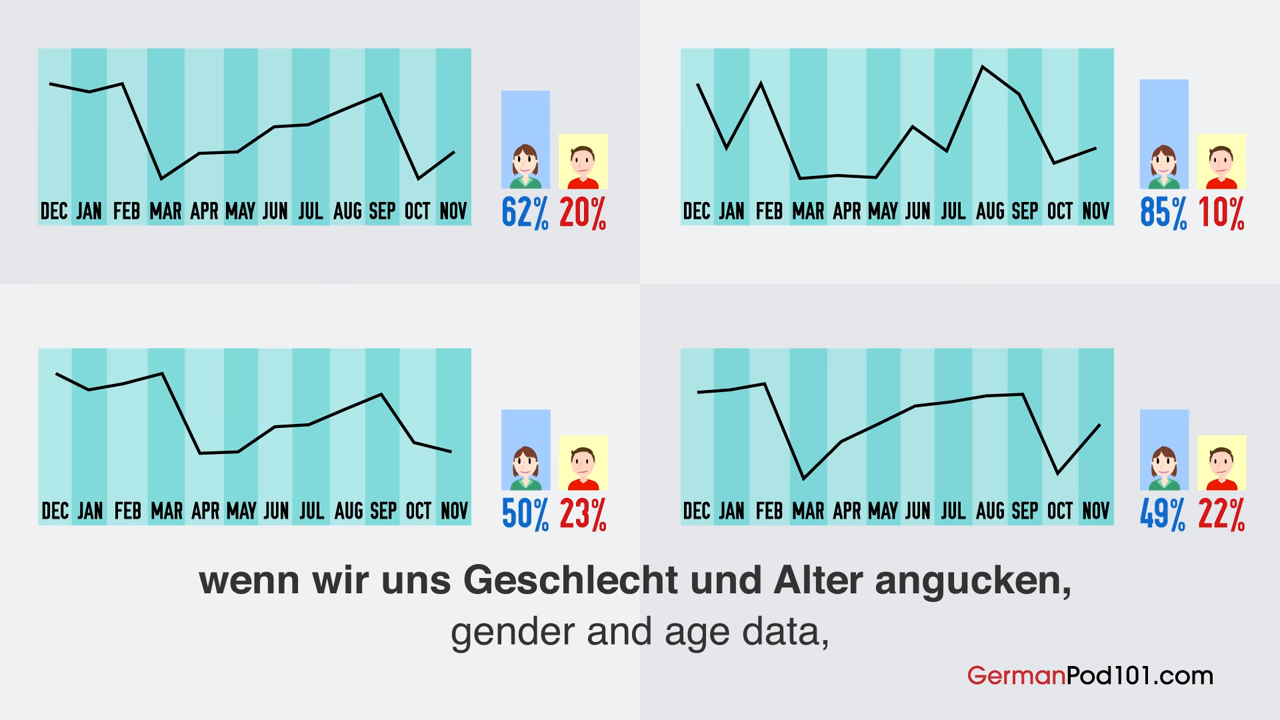 DEC JAN FEB MAR APR MAY JUN JUL AUG SEP OCT NOV
62% 20%
DEC JAN FEB MAR APR MAY JUN JUL AUG SEP OCT NOV
85% 10%
DEC JAN FEB MAR APR MAY JUN JUL AUG SEP OCT NOV
50% 23%
DEC JAN FEB MAR APR MAY JUN JUL AUG SEP OCT NOV
49% 22%
wenn wir uns Geschlecht und Alter angucken,
gender and age data,
GermanPod101.com